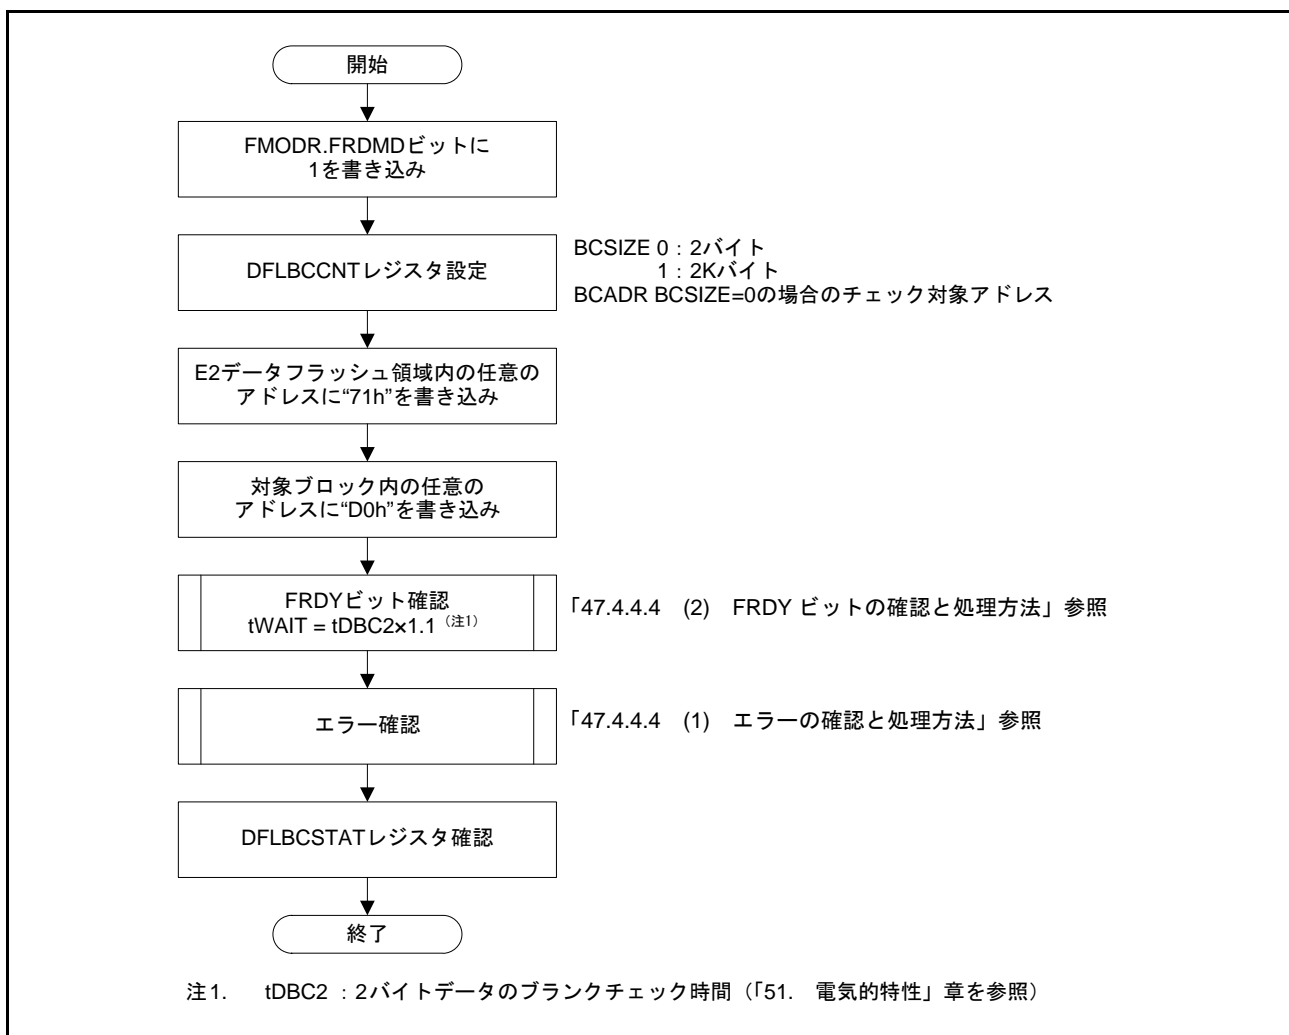 開始
FMODR.FRDMDビットに
1を書き込み
DFLBCCNTレジスタ設定
BCSIZE 0：2バイト
1：2Kバイト
BCADR BCSIZE=0の場合のチェック対象アドレス
E2データフラッシュ領域内の任意の
アドレスに“71h”を書き込み
対象ブロック内の任意の
アドレスに“D0h”を書き込み
FRDYビット確認
tWAIT = tDBC2×1.1（注1）
「47.4.4.4 (2) FRDY ビットの確認と処理方法」参照
エラー確認
「47.4.4.4 (1) エラーの確認と処理方法」参照
DFLBCSTATレジスタ確認
終了
注1. tDBC2：2バイトデータのブランクチェック時間（「51. 電気的特性」章を参照）